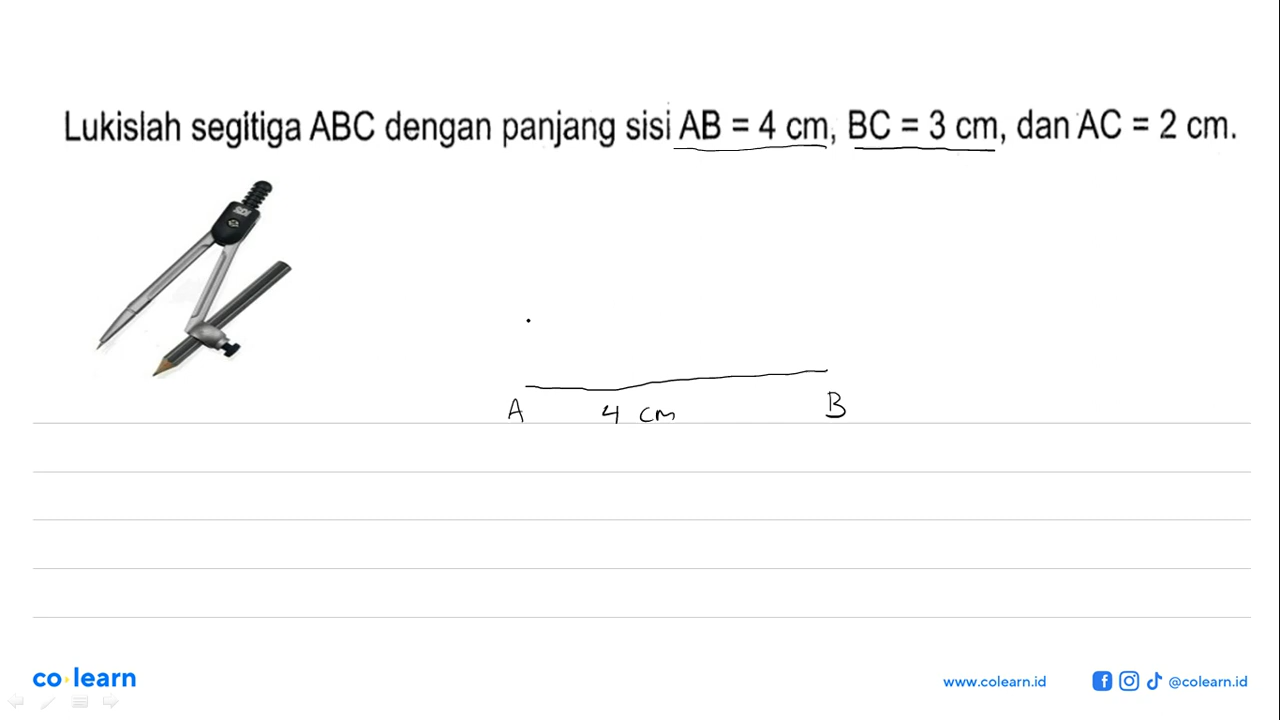 Lukislah segitiga ABC dengan panjang sisi AB = 4 cm, BC = 3 cm, dan AC = 2 cm.
A 4 cm B
co learn
www.colearn.id @colearn.id